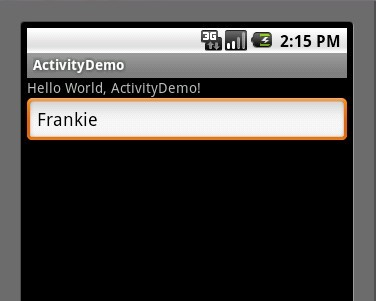 3G 2:15 PM
ActivityDemo
Hello World, ActivityDemo!
Frankie